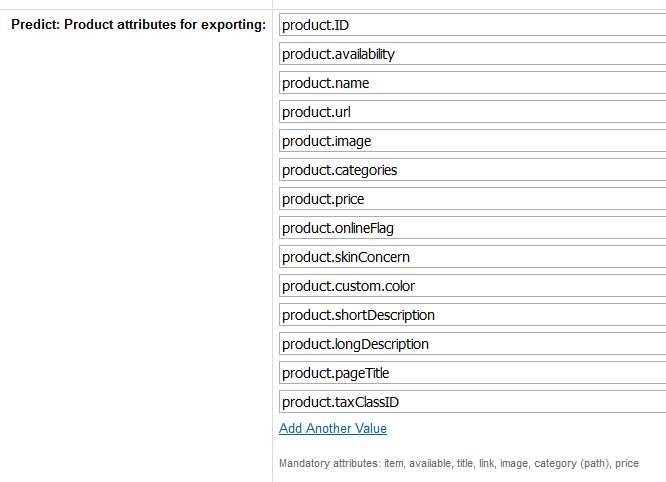 Predict: Product attributes for exporting:
product.ID
product.availability
product.name
product.url
product.image
product.categories
product.price
product.onlineFlag
product.skinConcern
product.custom.color
product.shortDescription
product.longDescription
product.pageTitle
product.taxClassID
Add Another Value
Mandatory attributes: item, available, title, link, image, category (path), price